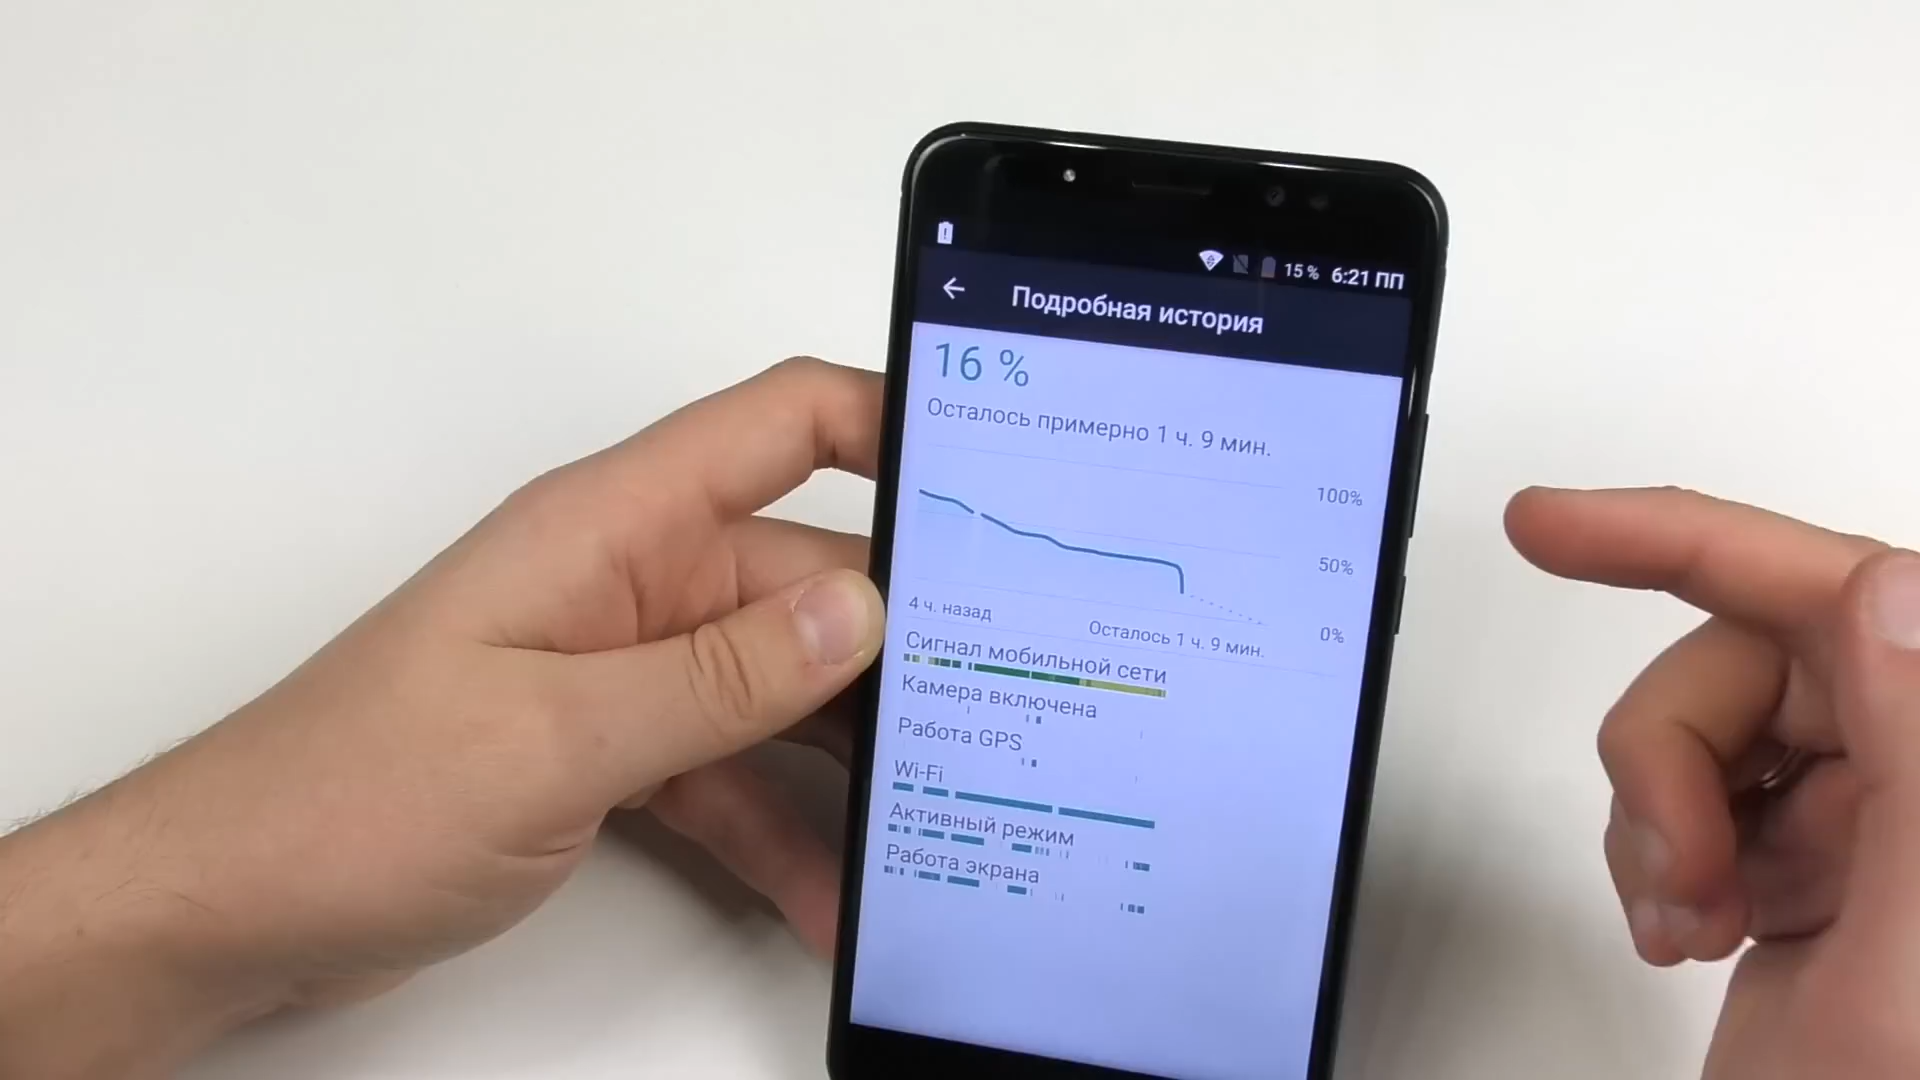 15 % 6:21 ПП
Подробная история
16 %
Осталось примерно 1 ч. 9 мин.
100%
50%
0%
4 ч. назад
Осталось 1 ч. 9 мин.
Сигнал мобильной сети
Камера включена
Работа GPS
Wi-Fi
Активный режим
Работа экрана